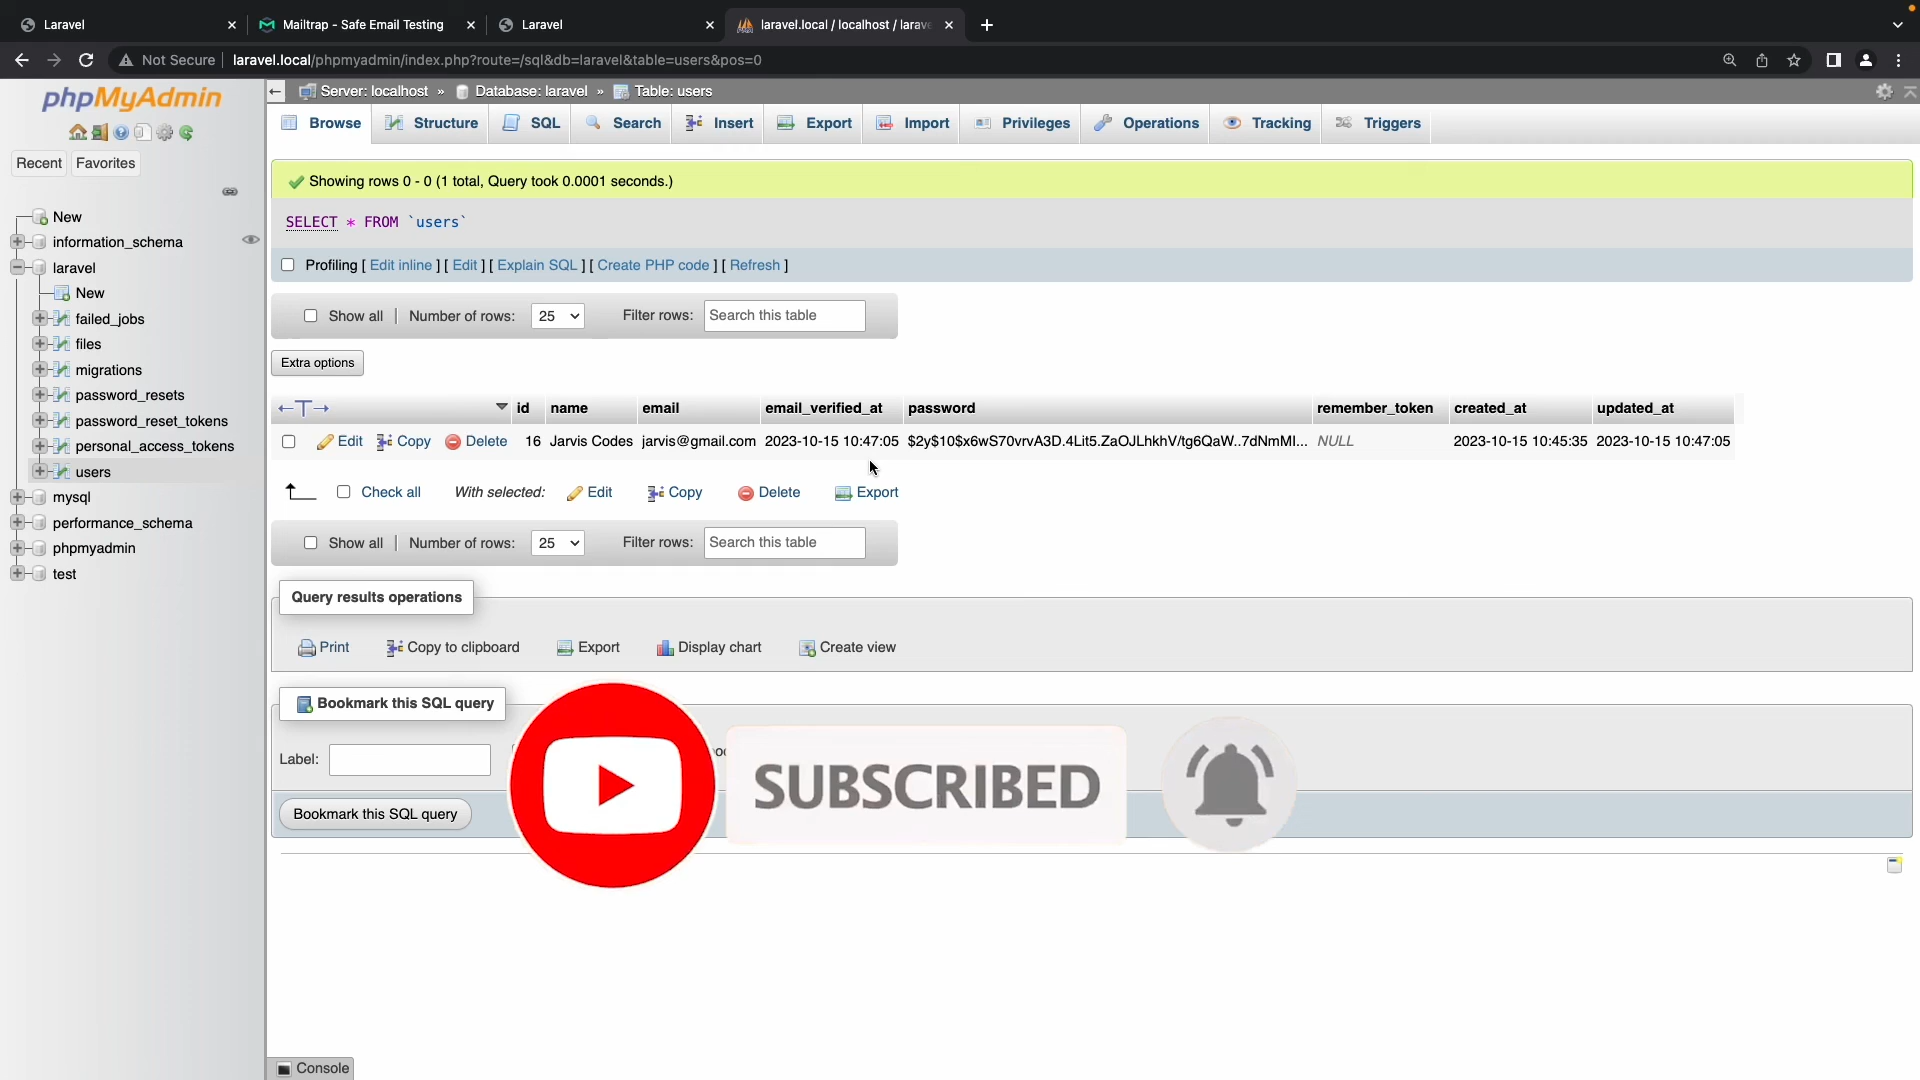 Laravel
Mailtrap - Safe Email Testing
Laravel
laravel.local / localhost / larave
Not Secure
laravel.local/phpmyadmin/index.php?route=/sql&db=laravel&table=users&pos=0
phpMyAdmin
Recent
Favorites
New
information_schema
laravel
New
failed_jobs
files
migrations
password_resets
password_reset_tokens
personal_access_tokens
users
mysql
performance_schema
phpmyadmin
test
Server: localhost » Database: laravel » Table: users
Browse
Structure
SQL
Search
Insert
Export
Import
Privileges
Operations
Tracking
Triggers
Showing rows 0 - 0 (1 total, Query took 0.0001 seconds.)
SELECT * FROM `users`
Profiling [ Edit inline ] [ Edit ] [ Explain SQL ] [ Create PHP code ] [ Refresh ]
Show all | Number of rows: 25 Filter rows: Search this table
Extra options
id name email email_verified_at password remember_token created_at updated_at
Edit Copy Delete 16 Jarvis Codes jarvis@gmail.com 2023-10-15 10:47:05 $2y$10$x6wS70vrvA3D.4Lit5.ZaOJLhkhV/tg6QaW..7dNmMI... NULL 2023-10-15 10:45:35 2023-10-15 10:47:05
Check all With selected: Edit Copy Delete Export
Show all | Number of rows: 25 Filter rows: Search this table
Query results operations
Print Copy to clipboard Export Display chart Create view
Bookmark this SQL query
Label:
SUBSCRIBED
Bookmark this SQL query
Console